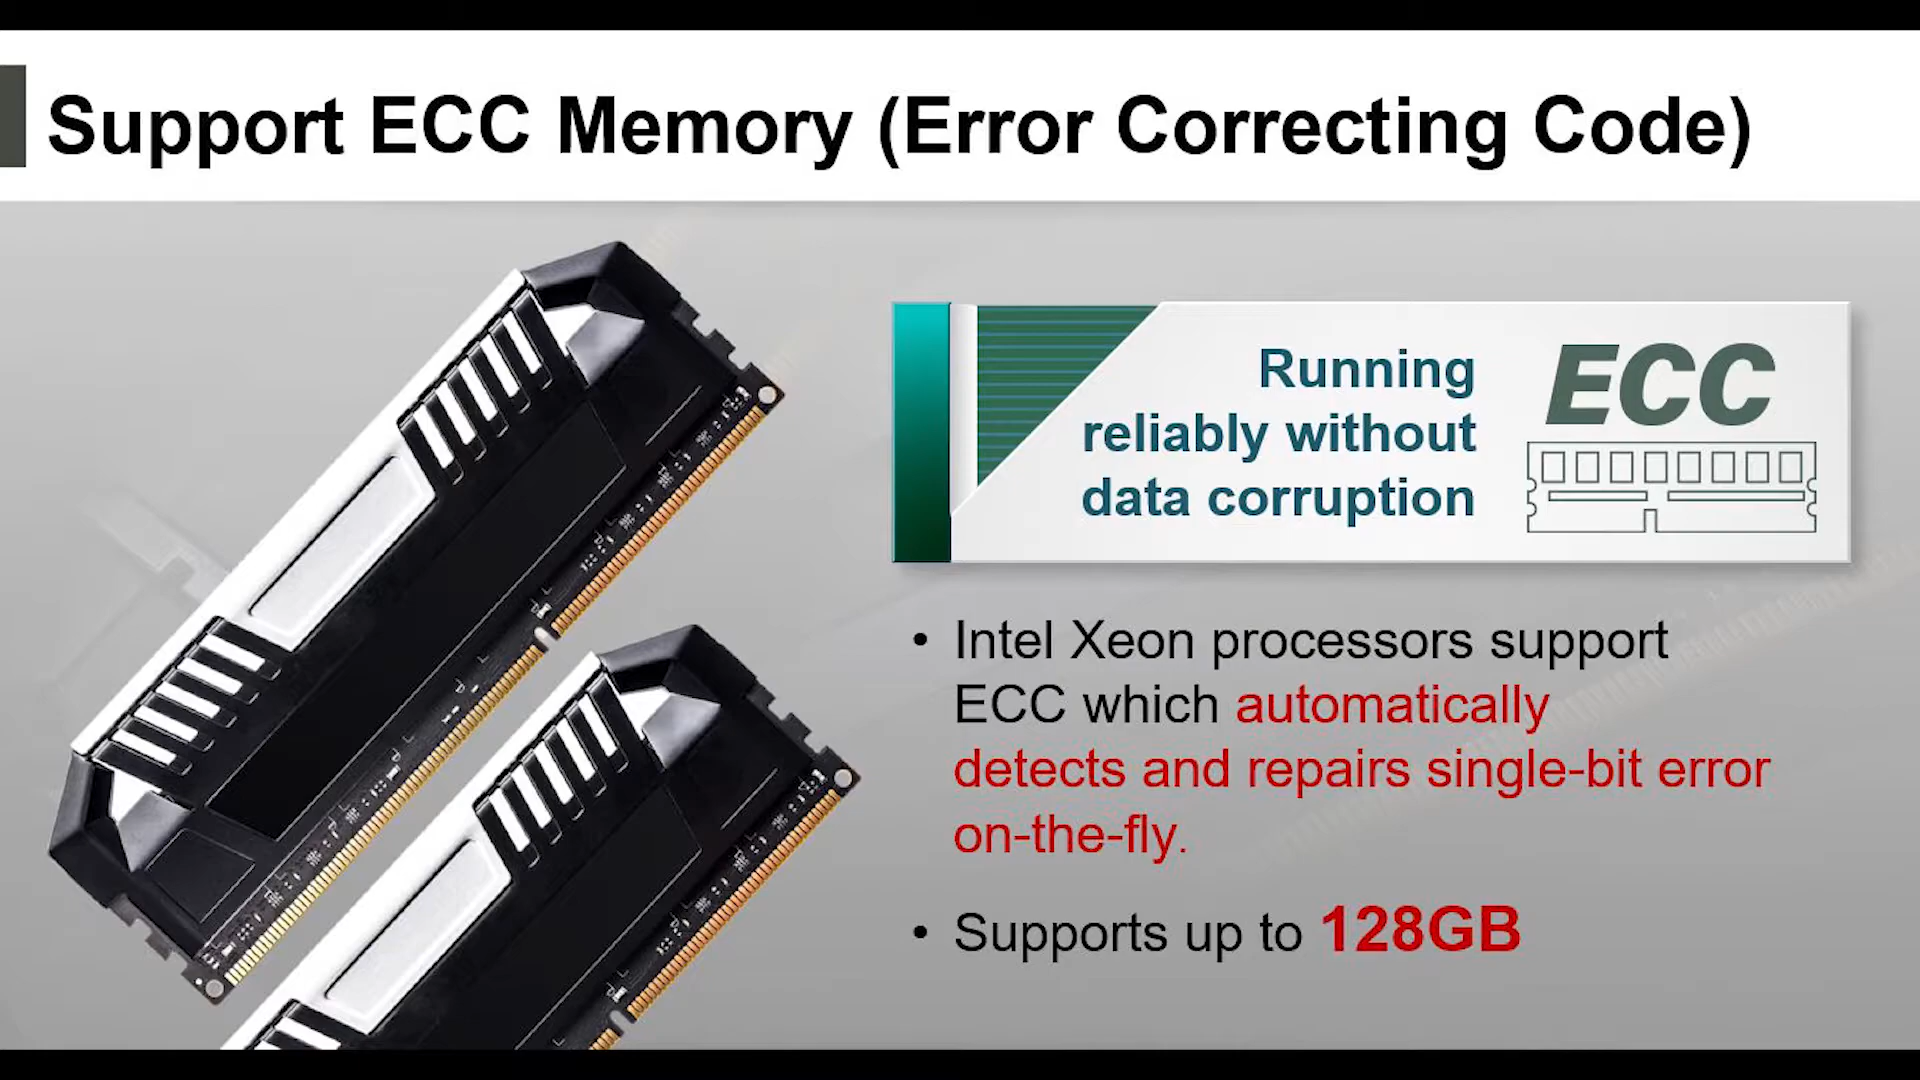 Support ECC Memory (Error Correcting Code)
Running
reliably without
data corruption
ECC
• Intel Xeon processors support
ECC which automatically
detects and repairs single-bit error
on-the-fly.
• Supports up to 128GB